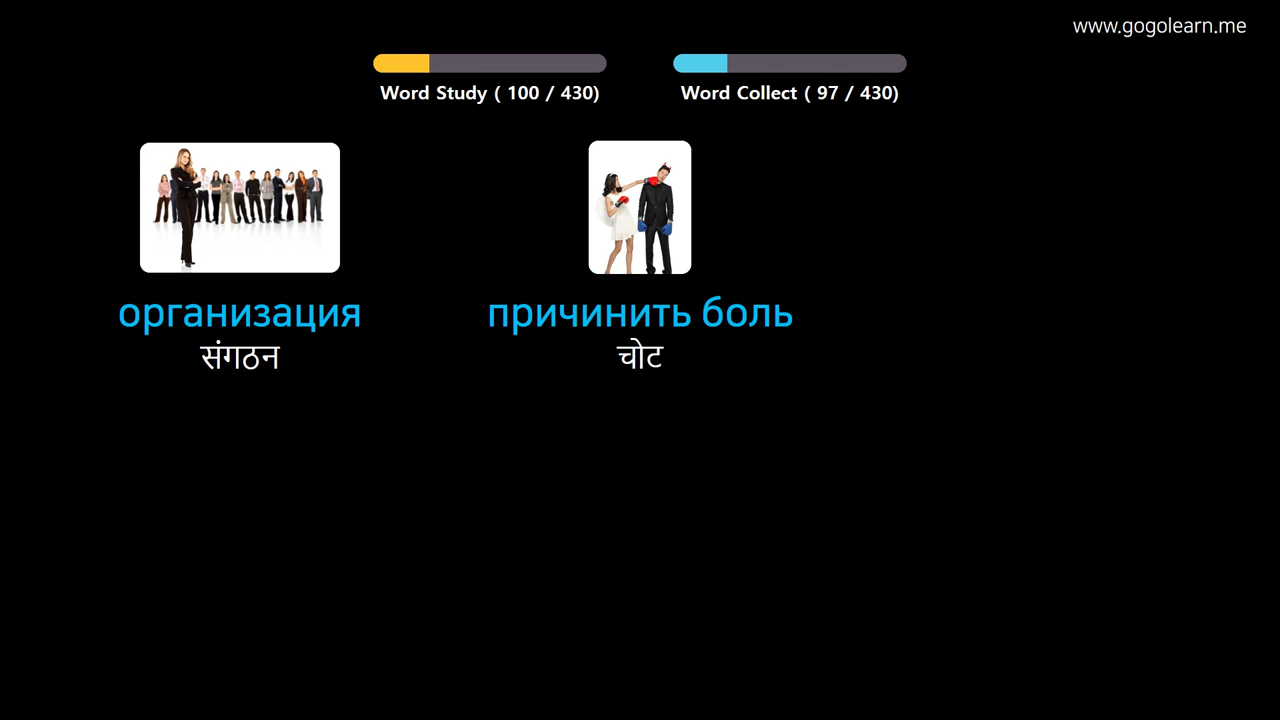 www.gogolearn.me
Word Study ( 100 / 430)
Word Collect ( 97 / 430)
организация
संगठन
причинить боль
चोट